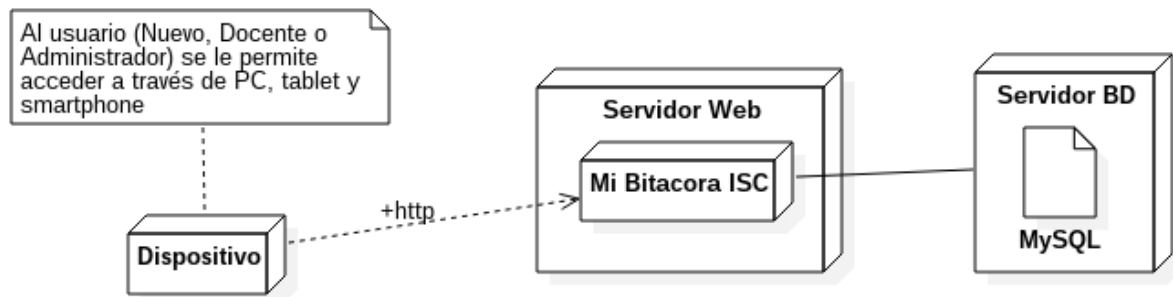 Al usuario (Nuevo, Docente o
Administrador) se le permite
acceder a través de PC, tablet y
smartphone
Servidor Web
Servidor BD
Mi Bitacora ISC
+http
Dispositivo
MySQL